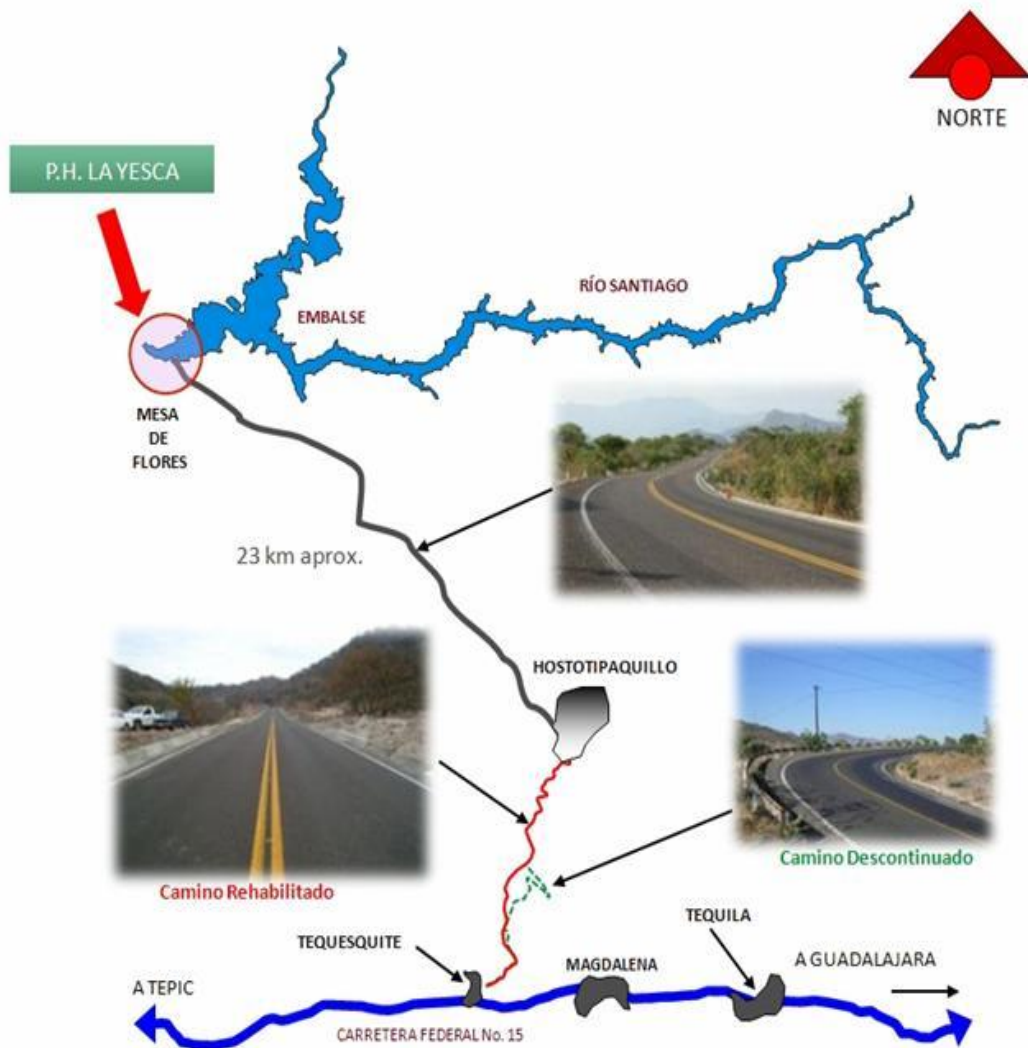 NORTE
P.H. LA YESCA
RÍO SANTIAGO
EMBALSE
MESA
DE
FLORES
23 km aprox.
HOSTOTIPAQUILLO
Camino Rehabilitado
Camino Descontinuado
TEQUESQUITE
MAGDALENA
TEQUILA
A GUADALAJARA
A TEPIC
CARRETERA FEDERAL No. 15